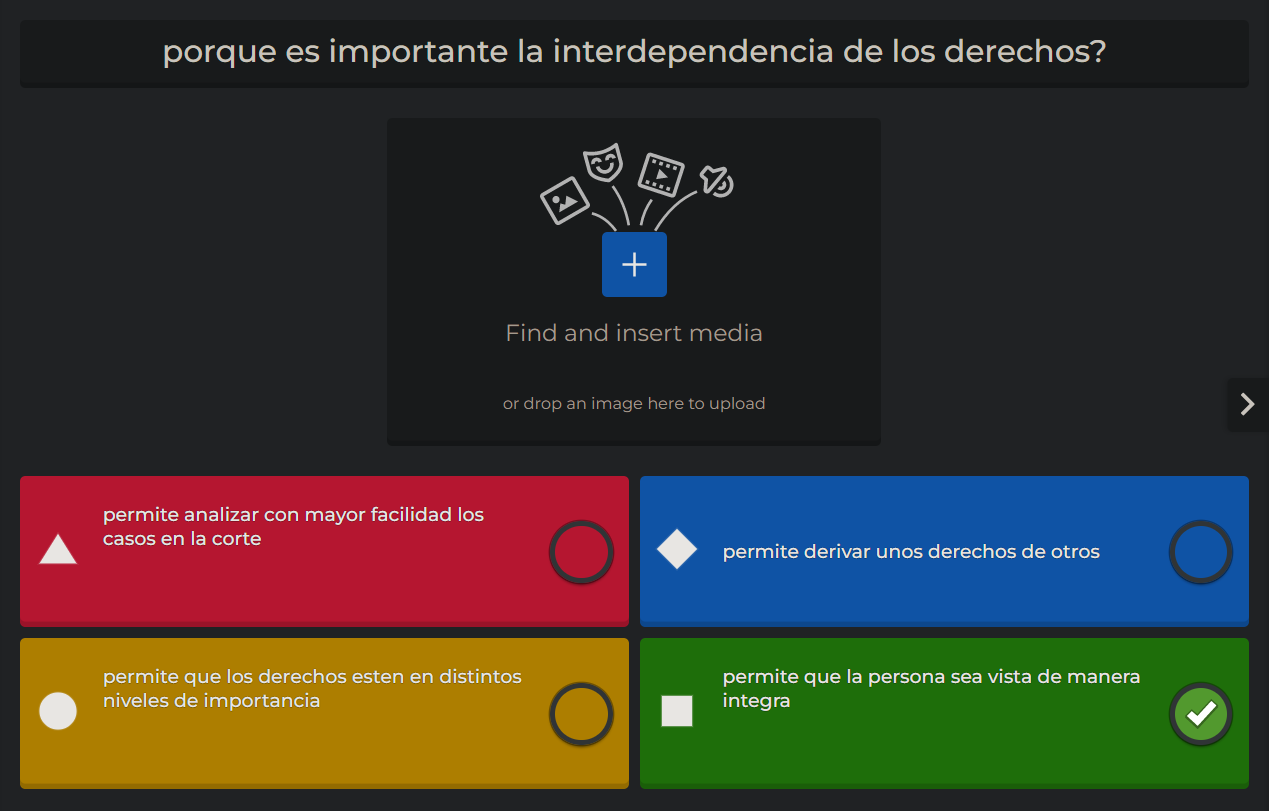 porque es importante la interdependencia de los derechos?
Find and insert media
or drop an image here to upload
permite analizar con mayor facilidad los
casos en la corte
permite derivar unos derechos de otros
permite que los derechos esten en distintos
niveles de importancia
permite que la persona sea vista de manera
integra